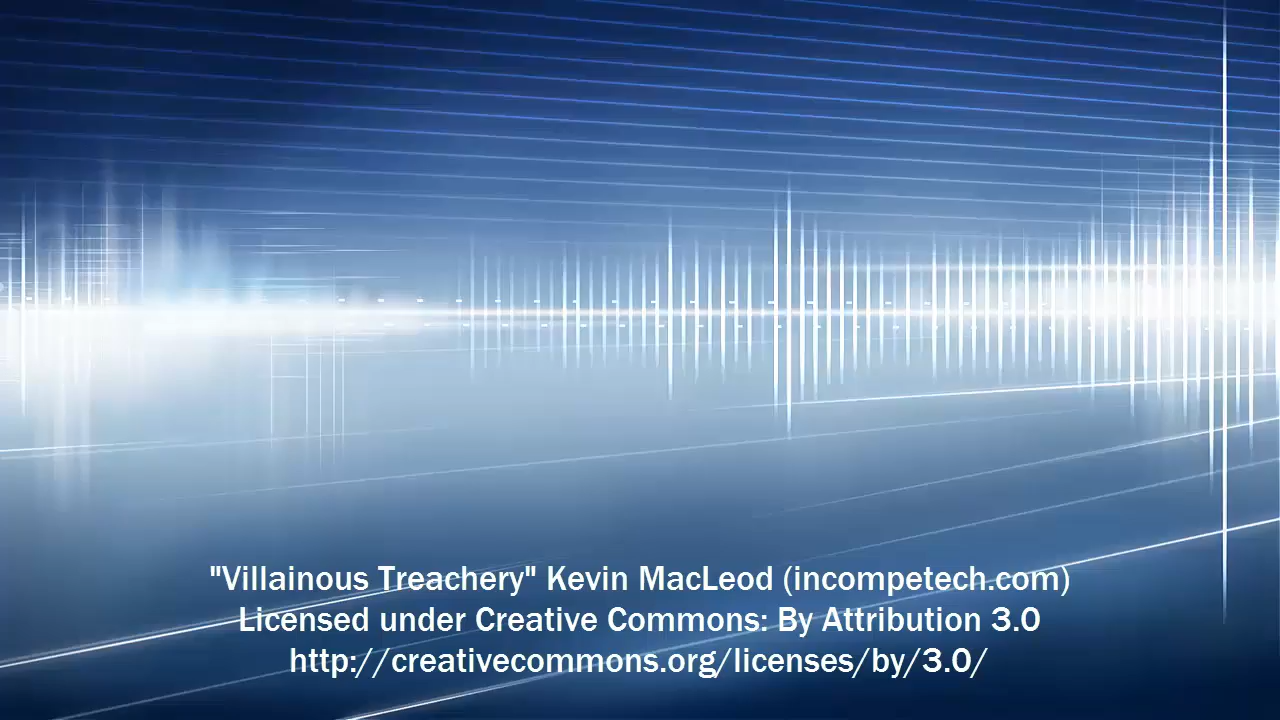 "Villainous Treachery" Kevin MacLeod (incompetech.com)
Licensed under Creative Commons: By Attribution 3.0
http://creativecommons.org/licenses/by/3.0/